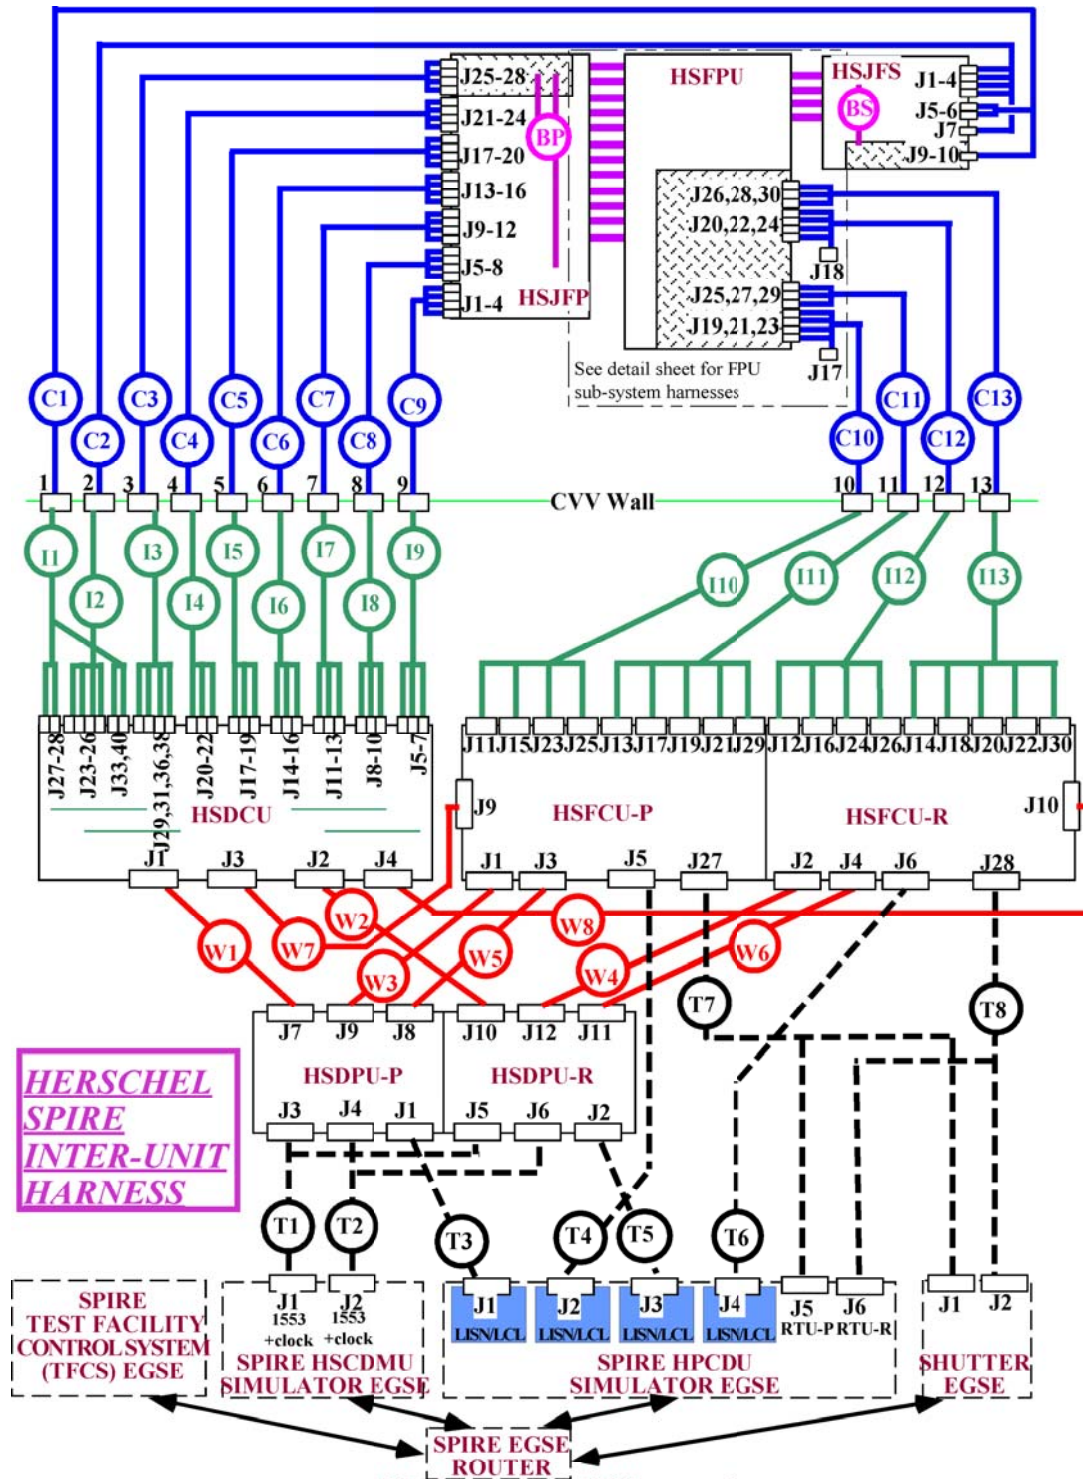 J25-28
HSFPU
HSJFS
J1-4
J21-24
BP
BS
J5-6
J7
J17-20
J9-10
J13-16
J26,28,30
J9-12
J20,22,24
J5-8
J18
HSJFP
J25,27,29
J1-4
J19,21,23
See detail sheet for FPU
sub-system harnesses
J17
C1
C3
C5
C7
C9
C11
C13
C2
C4
C6
C8
C10
C12
1
2
3
4
5
6
7
8
9
CVV Wall
10
11
12
13
I1
I3
I5
I7
I9
I2
I4
I6
I8
I10
I11
I12
I13
J27-28
J23-26
J33,40
J29,31,36,38
J20-22
J17-19
J14-16
J11-13
J8-10
J5-7
J11
J15
J23
J25
J13
J17
J19
J21
J29
J12
J16
J24
J26
J14
J18
J20
J22
J30
HSDCU
J9
HSFCU-P
HSFCU-R
J10
J1
J3
J2
J4
J1
J3
J5
J27
J2
J4
J6
J28
W1
W7
W2
W3
W5
W8
W4
W6
T7
T8
J7
J9
J8
J10
J12
J11
HSDPU-P
HSDPU-R
J3
J4
J1
J5
J6
J2
HERSCHEL
SPIRE
INTER-UNIT
HARNESS
T1
T2
T3
T4
T5
T6
SPIRE
TEST FACILITY
CONTROL SYSTEM
(TFCS) EGSE
J1
1553
+clock
J2
1553
+clock
SPIRE HSCDMU
SIMULATOR EGSE
J1
LISN/LCL
J2
LISN/LCL
J3
LISN/LCL
J4
LISN/LCL
J5
RTU-P
J6
RTU-R
SPIRE HPCDU
SIMULATOR EGSE
J1
J2
SHUTTER
EGSE
SPIRE EGSE
ROUTER